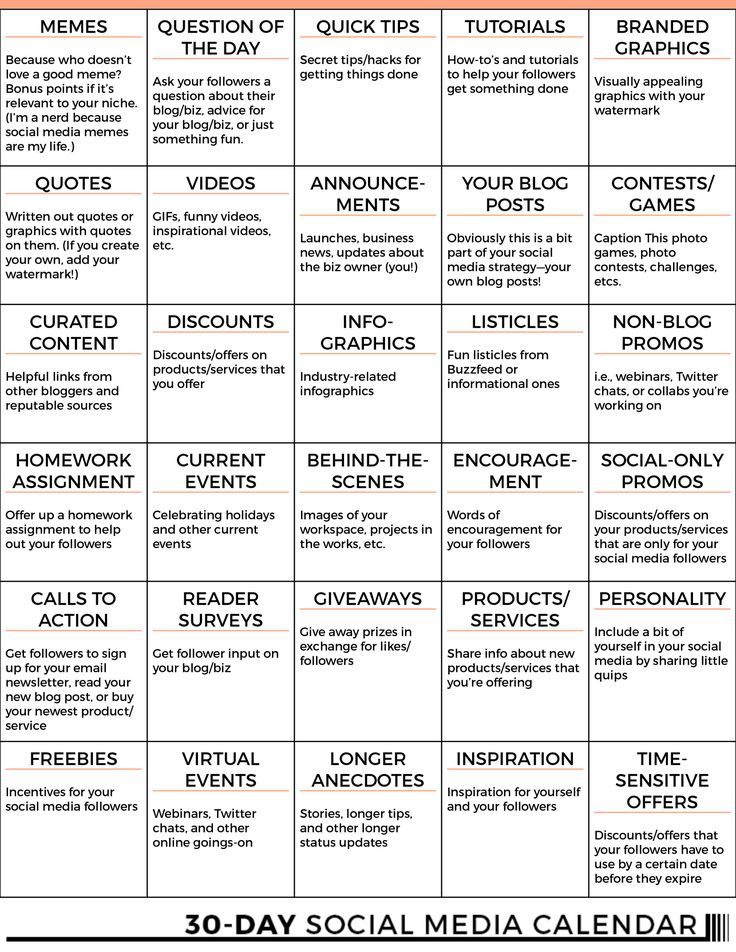 MEMES
Because who doesn't
love a good meme?
Bonus points if it's
relevant to your niche.
(I'm a nerd because
social media memes
are my life.)
QUESTION OF
THE DAY
Ask your followers a
question about their
blog/biz, advice for
your blog/biz, or just
something fun.
QUICK TIPS
Secret tips/hacks for
getting things done
TUTORIALS
How-to's and tutorials
to help your followers
get something done
BRANDED
GRAPHICS
Visually appealing
graphics with your
watermark
QUOTES
Written out quotes or
graphics with quotes
on them. (If you create
your own, add your
watermark!)
VIDEOS
GIFs, funny videos,
inspirational videos,
etc.
ANNOUNCE-
MENTS
Launches, business
news, updates about
the biz owner (you!)
YOUR BLOG
POSTS
Obviously this is a bit
part of your social
media strategy—your
own blog posts!
CONTESTS/
GAMES
Caption This photo
games, photo
contests, challenges,
etcs.
CURATED
CONTENT
Helpful links from
other bloggers and
reputable sources
DISCOUNTS
Discounts/offers on
products/services that
you offer
INFO-
GRAPHICS
Industry-related
infographics
LISTICLES
Fun listicles from
Buzzfeed or
informational ones
NON-BLOG
PROMOS
i.e., webinars, Twitter
chats, or collabs you're
working on
HOMEWORK
ASSIGNMENT
Offer up a homework
assignment to help
out your followers
CURRENT
EVENTS
Celebrating holidays
and other current
events
BEHIND-THE-
SCENES
Images of your
workspace, projects in
the works, etc.
ENCOURAGE-
MENT
Words of
encouragement for
your followers
SOCIAL-ONLY
PROMOS
Discounts/offers on
your products/services
that are only for your
social media followers
CALLS TO
ACTION
Get followers to sign
up for your email
newsletter, read your
new blog post, or buy
your newest product/
service
READER
SURVEYS
Get follower input on
your blog/biz
GIVEAWAYS
Give away prizes in
exchange for likes/
followers
PRODUCTS/
SERVICES
Share info about new
products/services that
you're offering
PERSONALITY
Include a bit of
yourself in your social
media by sharing little
quips
FREEBIES
Incentives for your
social media followers
VIRTUAL
EVENTS
Webinars, Twitter
chats, and other
online goings-on
LONGER
ANECDOTES
Stories, longer tips,
and other longer
status updates
INSPIRATION
Inspiration for yourself
and your followers
TIME-
SENSITIVE
OFFERS
Discounts/offers that
your followers have to
use by a certain date
before they expire
30-DAY SOCIAL MEDIA CALENDAR